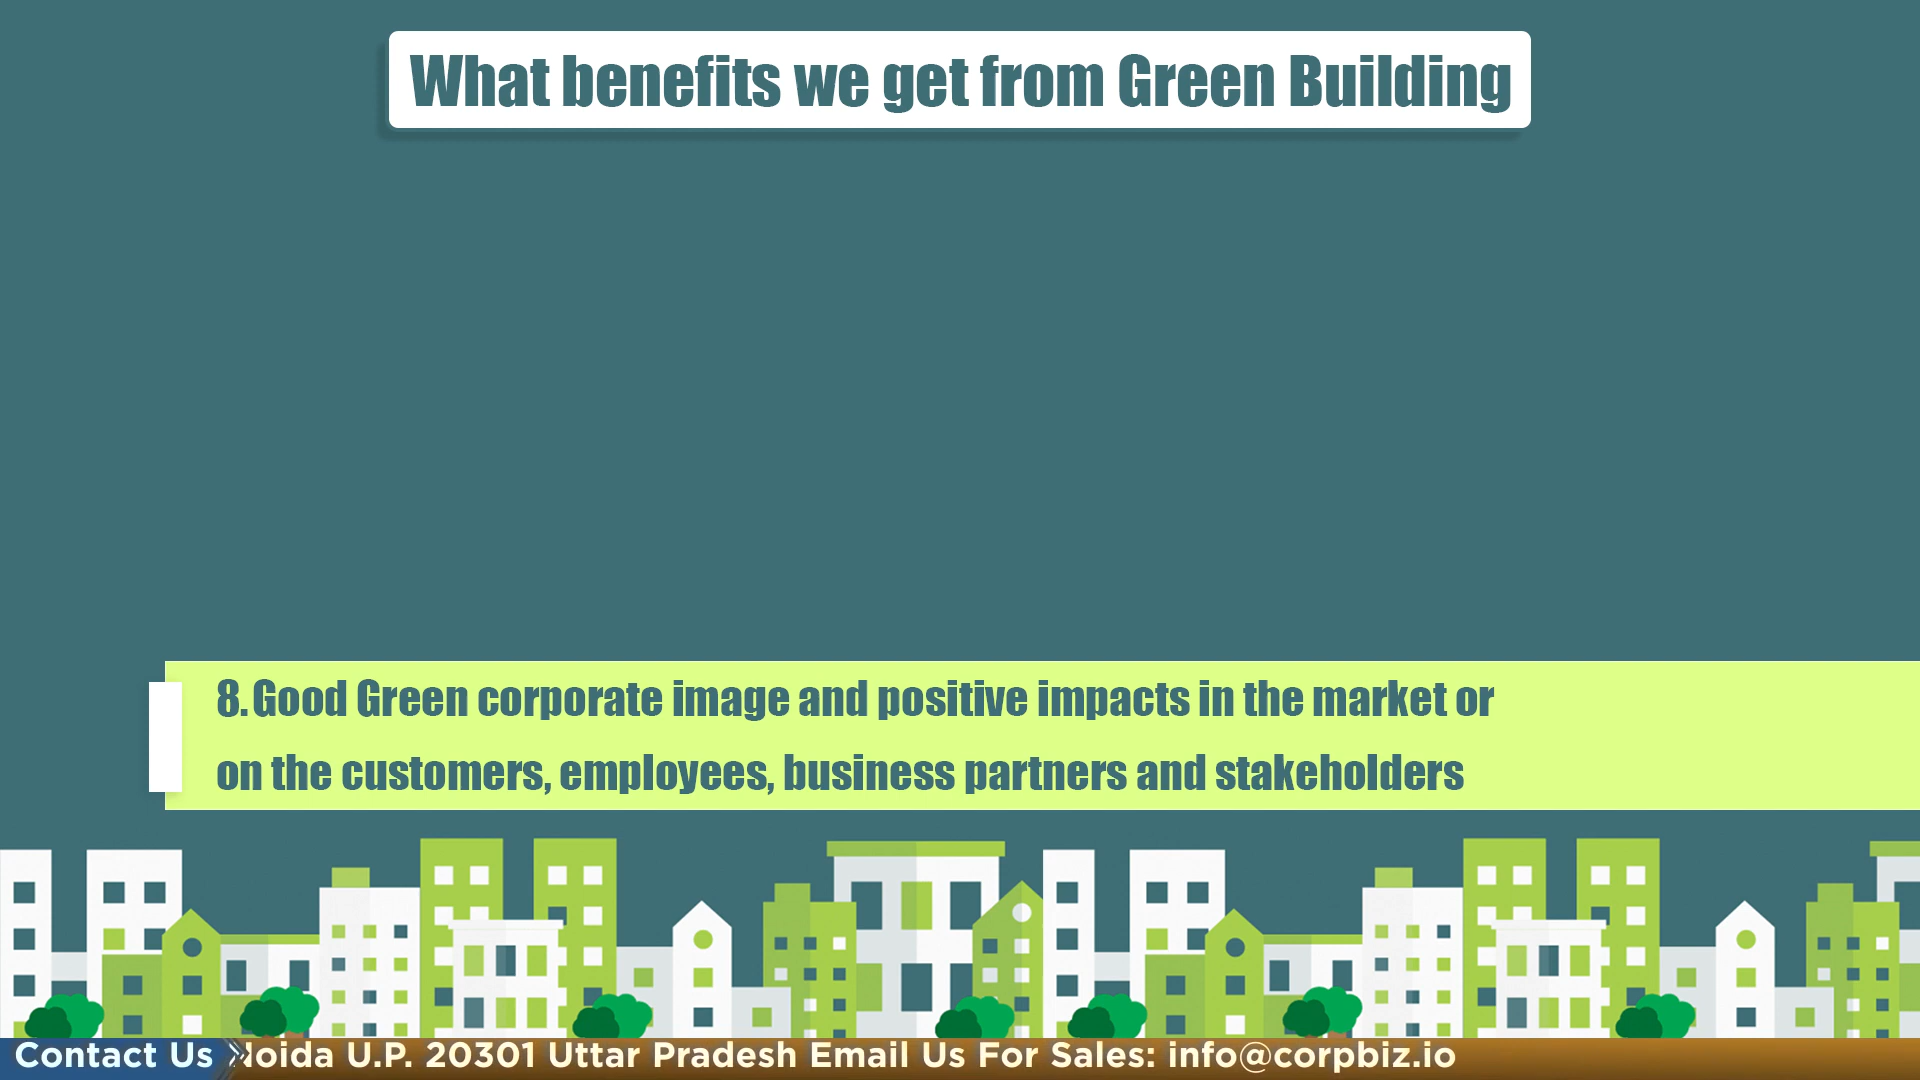 What benefits we get from Green Building
8. Good Green corporate image and positive impacts in the market or
on the customers, employees, business partners and stakeholders
Contact Us Noida U.P. 20301 Uttar Pradesh Email Us For Sales: info@corpbiz.io